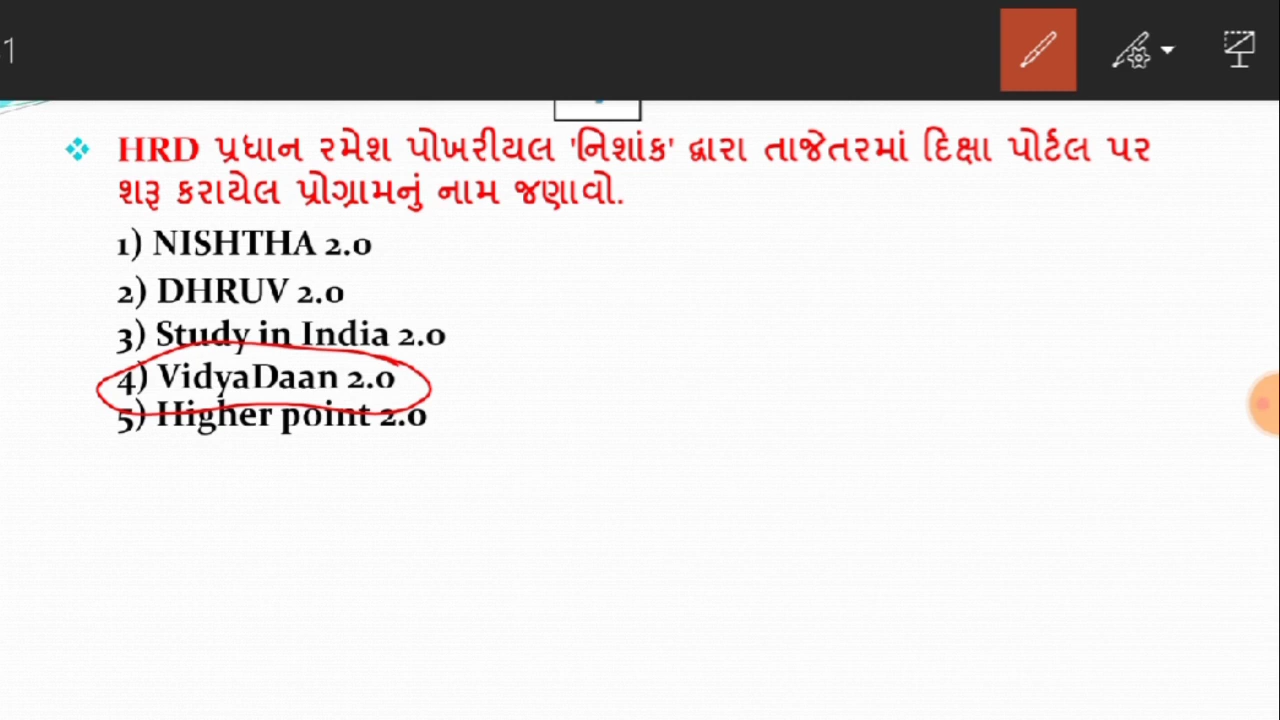 1
HRD પ્રધાન રમેશ પોખરીયલ 'નિશાંક' દ્વારા તાજેતરમાં દિક્ષા પોર્ટલ પર
શરૂ કરાયેલ પ્રોગ્રામનું નામ જણાવો.
1) NISHTHA 2.0
2) DHRUV 2.0
3) Study in India 2.0
4) VidyaDaan 2.0
5) Higher point 2.0